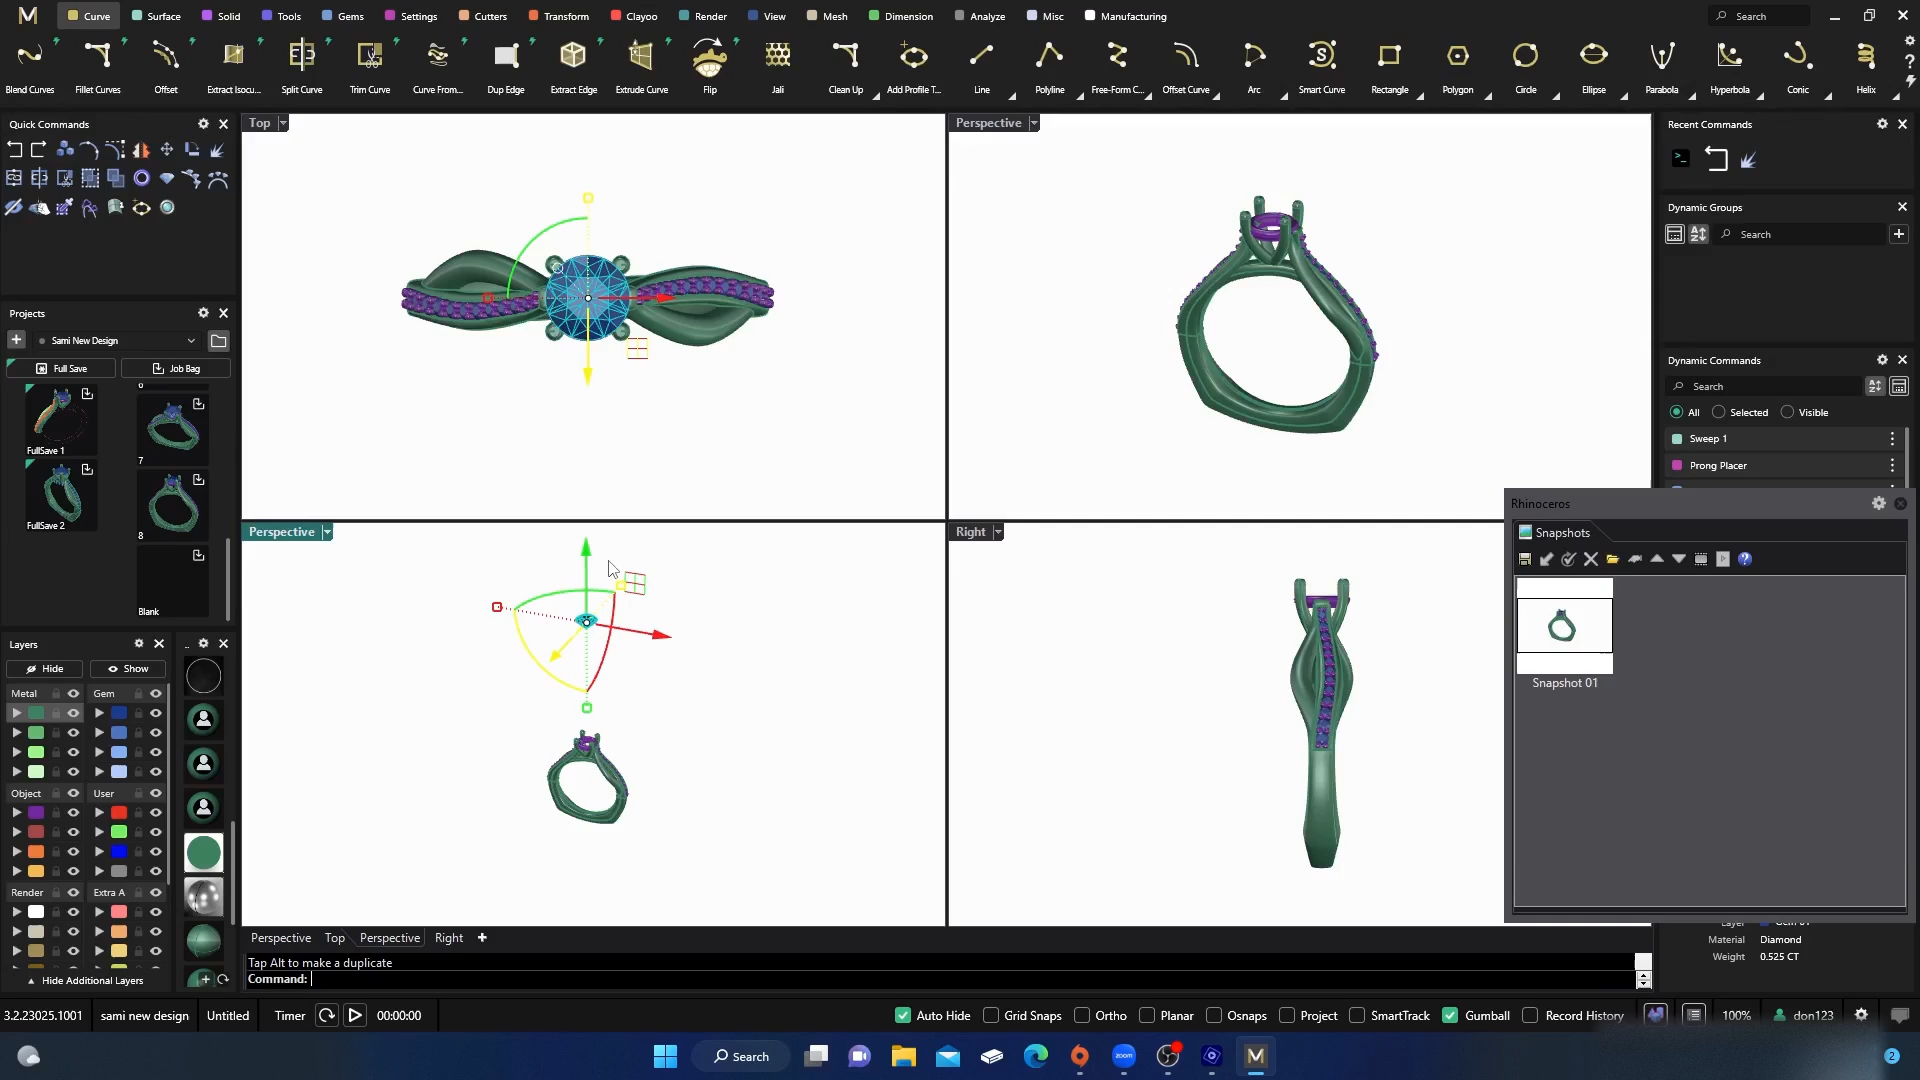 Curve Surface Solid Tools Gems Settings Cutters Transform Clayoo Render View Mesh Dimension Analyze Misc Manufacturing Search
Blend Curves Fillet Curves Offset Extract Isocu... Split Curve Trim Curve Curve From... Dup Edge Extract Edge Extrude Curve Flip Jali Clean Up Add Profile T... Line Polyline Free-Form C... Offset Curve Arc Smart Curve Rectangle Polygon Circle Ellipse Parabola Hyperbola Conic Helix
Quick Commands
Projects
Sami New Design
Full Save Job Bag
6
FullSave 1
7
FullSave 2
8
Blank
Layers
Hide Show
Metal Gem
Object User
Render Extra A
Hide Additional Layers
Top
Perspective
Perspective
Right
Perspective Top Perspective Right
Tap Alt to make a duplicate
Command:
Recent Commands
Dynamic Groups
Search
Dynamic Commands
Search
All Selected Visible
Sweep 1
Prong Placer
Rhinoceros
Snapshots
Snapshot 01
Layer
Material Diamond
Weight 0.525 CT
3.2.23025.1001 sami new design Untitled Timer 00:00:00 Auto Hide Grid Snaps Ortho Planar Osnaps Project SmartTrack Gumball Record History 100% don123
Search zoom 2